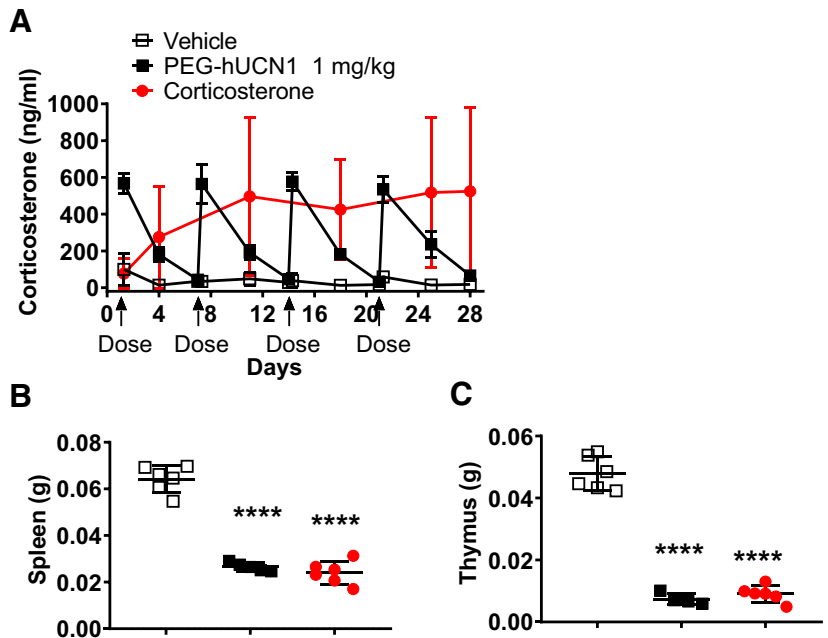 A
Vehicle
PEG-hUCN1 1 mg/kg
Corticosterone
Corticosterone (ng/ml)
1000
800
600
400
200
0
0 4 8 12 16 20 24 28
Dose Dose Dose Dose
Days
B
Spleen (g)
0.08
0.06
0.04
0.02
0.00
**** ****
C
Thymus (g)
0.06
0.04
0.02
0.00
**** ****